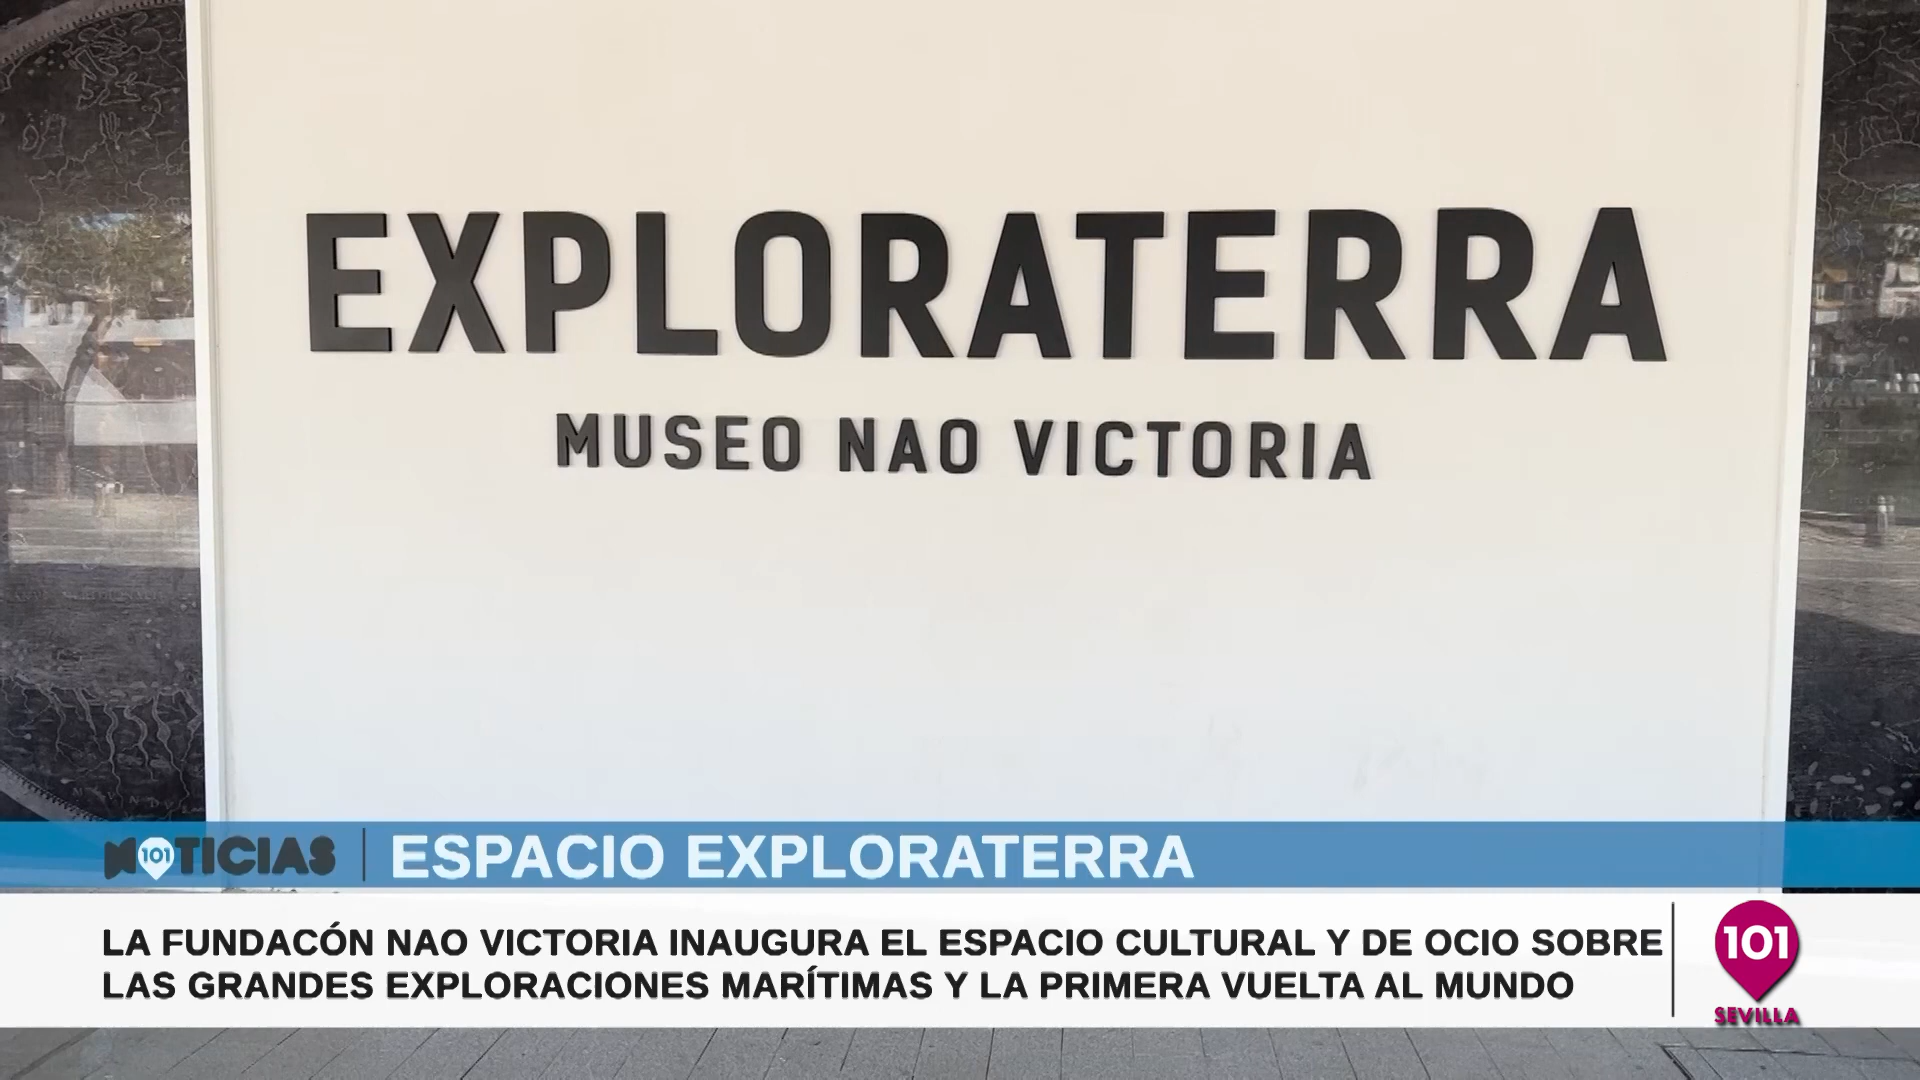 EXPLORATERRA
MUSEO NAO VICTORIA
NOTICIAS
101
ESPACIO EXPLORATERRA
LA FUNDACÓN NAO VICTORIA INAUGURA EL ESPACIO CULTURAL Y DE OCIO SOBRE
LAS GRANDES EXPLORACIONES MARÍTIMAS Y LA PRIMERA VUELTA AL MUNDO
101
SEVILLA